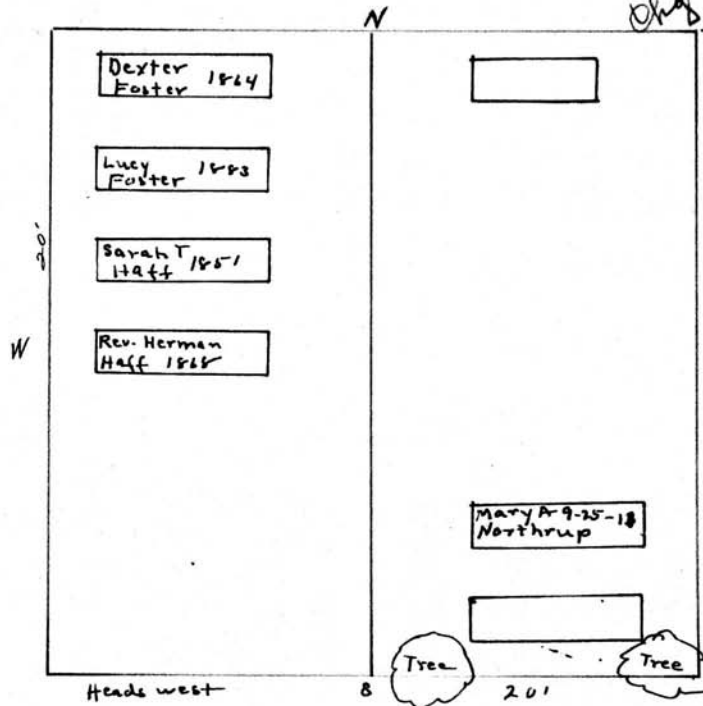 N
Dexter 1864
Foster
Lucy 1883
Foster
20'
Sarah T 1851
Haff
W
Rev. Herman
Haff 1868
Mary A 9-25-18
Northrup
Tree
Tree
Heads west
8
20'